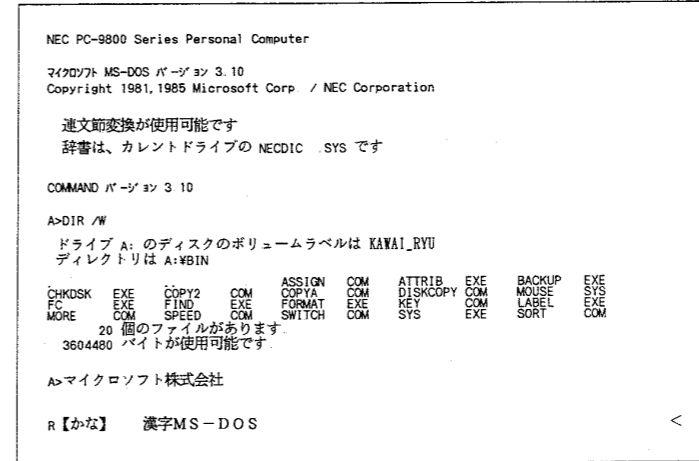 NEC PC-9800 Series Personal Computer
ﾏｲｸﾛｿﾌﾄ MS-DOS ﾊﾞｰｼﾞｮﾝ 3.10
Copyright 1981,1985 Microsoft Corp. / NEC Corporation
連文節変換が使用可能です
辞書は、カレントドライブの NECDIC .SYS です
COMMAND ﾊﾞｰｼﾞｮﾝ 3.10
A>DIR /W
ドライブ A: のディスクのボリュームラベルは KAWAI_RYU
ディレクトリは A:¥BIN
. .. ASSIGN COM ATTRIB EXE BACKUP EXE
CHKDSK EXE COPY2 COM COPYA COM DISKCOPY COM MOUSE SYS
FC EXE FIND EXE FORMAT EXE KEY COM LABEL EXE
MORE COM SPEED COM SWITCH COM SYS EXE SORT COM
20 個のファイルがあります.
3604480 バイトが使用可能です.
A>マイクロソフト株式会社
R【かな】 漢字MS－DOS <